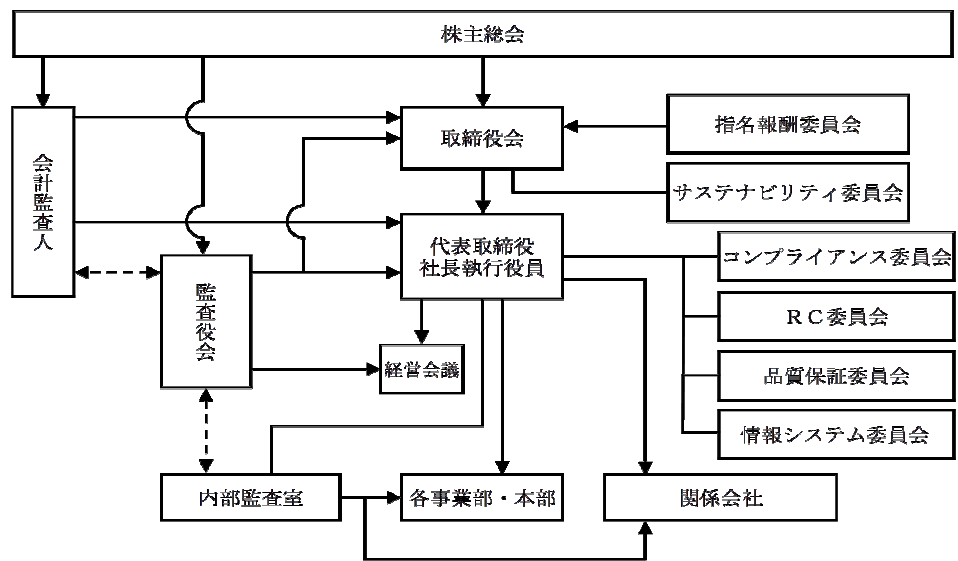 株主総会
取締役会
指名報酬委員会
会計監査人
サステナビリティ委員会
代表取締役
社長執行役員
コンプライアンス委員会
監査役会
ＲＣ委員会
経営会議
品質保証委員会
情報システム委員会
内部監査室
各事業部・本部
関係会社